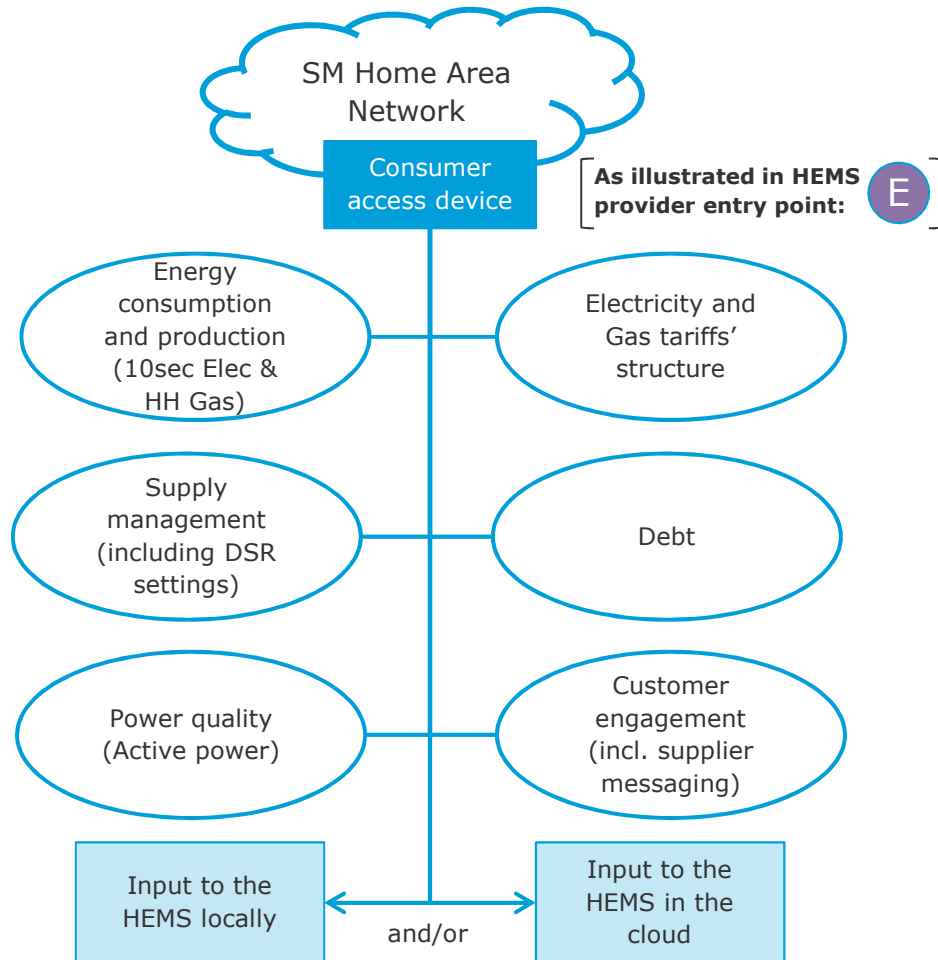 SM Home Area
Network
Consumer
access device
As illustrated in HEMS
provider entry point:
E
Energy
consumption
and production
(10sec Elec &
HH Gas)
Electricity and
Gas tariffs’
structure
Supply
management
(including DSR
settings)
Debt
Power quality
(Active power)
Customer
engagement
(incl. supplier
messaging)
Input to the
HEMS locally
and/or
Input to the
HEMS in the
cloud